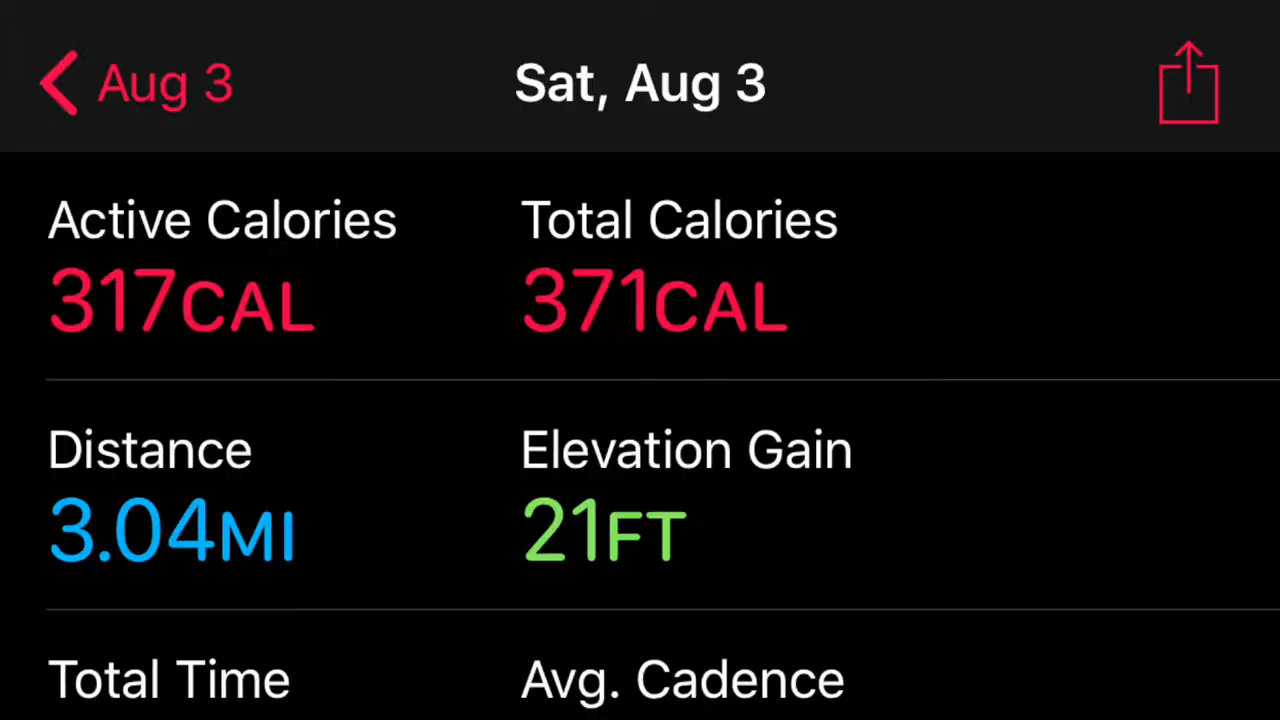 Aug 3
Sat, Aug 3
Active Calories
Total Calories
317CAL
371CAL
Distance
Elevation Gain
3.04MI
21FT
Total Time
Avg. Cadence